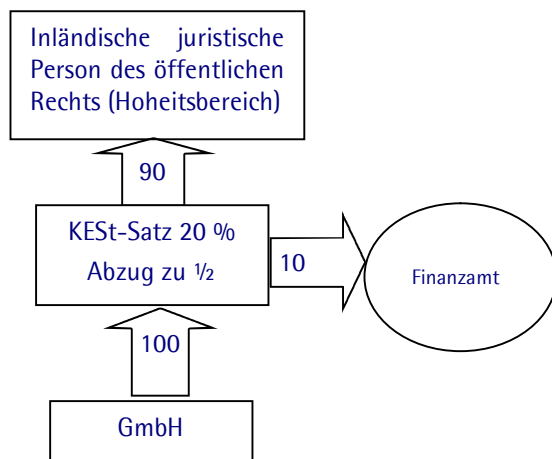 Inländische juristische
Person des öffentlichen
Rechts (Hoheitsbereich)
90
KESt-Satz 20 %
Abzug zu ½
10
Finanzamt
100
GmbH